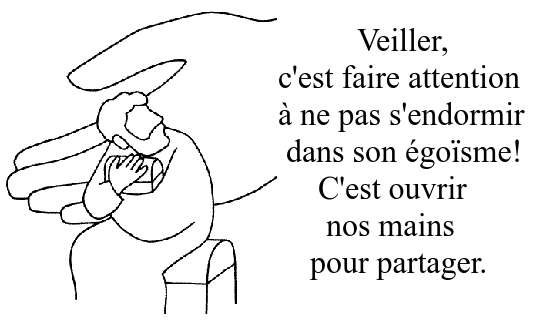 Veiller,
c'est faire attention
à ne pas s'endormir
dans son égoïsme!
C'est ouvrir
nos mains
pour partager.